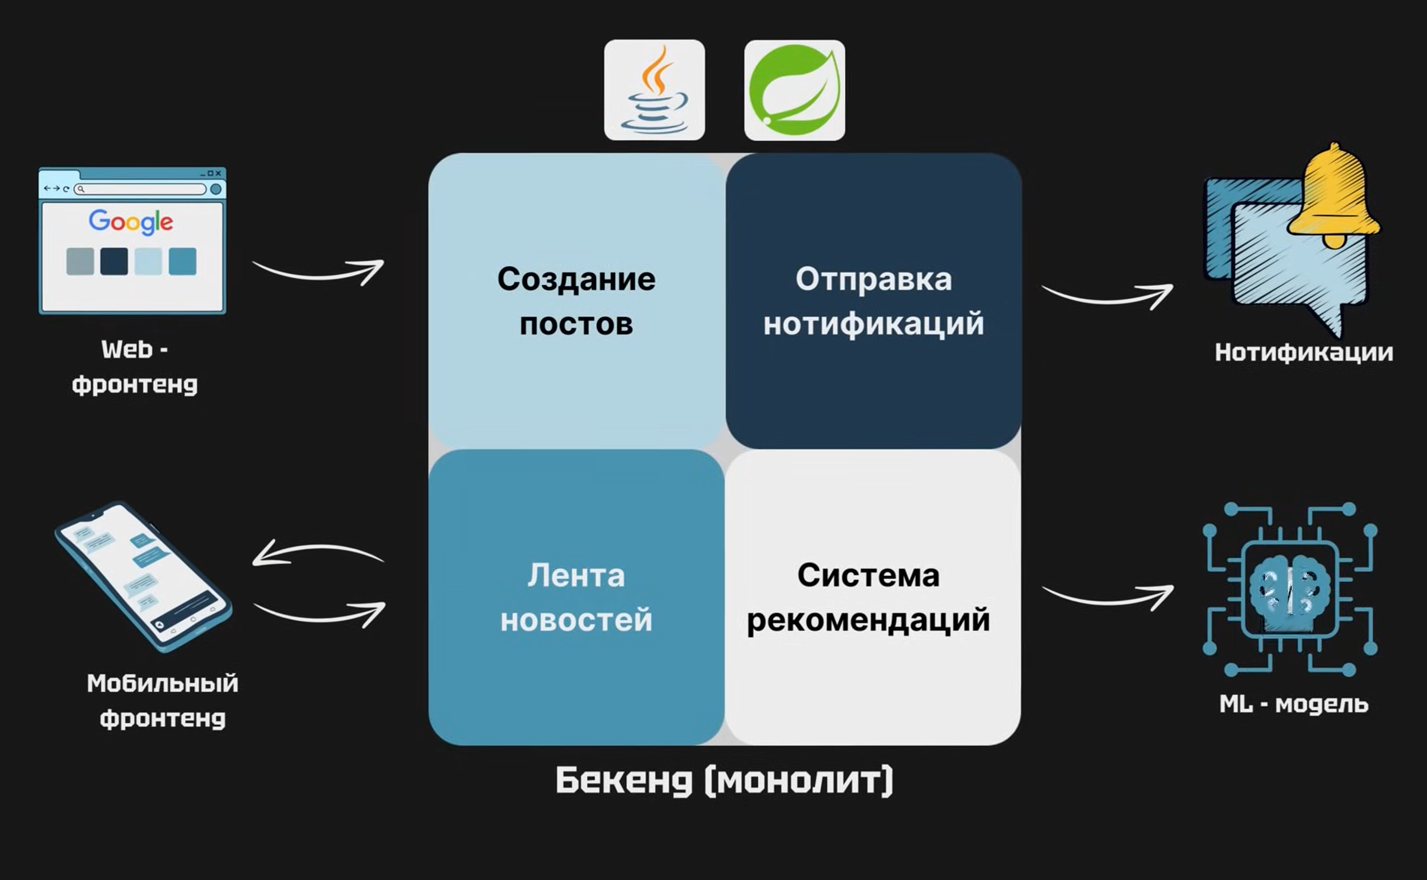 Google
Web -
фронтенд
Мобильный
фронтенд
Создание
постов
Отправка
нотификаций
Лента
новостей
Система
рекомендаций
Бекенд (монолит)
Нотификации
ML - модель